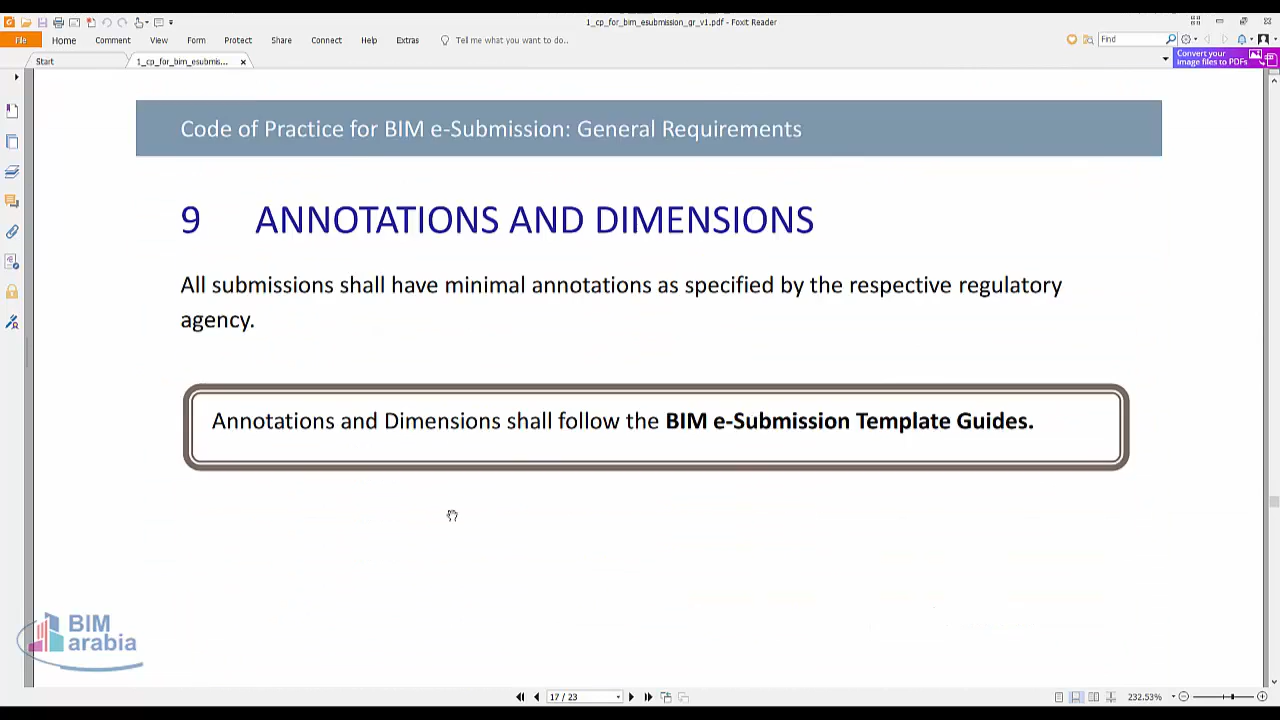 1_cp_for_bim_esubmission_gr_v1.pdf - Foxit Reader
File Home Comment View Form Protect Share Connect Help Extras Tell me what you want to do.. Find
Start 1_cp_for_bim_esubmis... Convert your
image files to PDFs
Code of Practice for BIM e-Submission: General Requirements
9 ANNOTATIONS AND DIMENSIONS
All submissions shall have minimal annotations as specified by the respective regulatory
agency.
Annotations and Dimensions shall follow the BIM e-Submission Template Guides.
BIM
arabia
17 / 23 232.53%